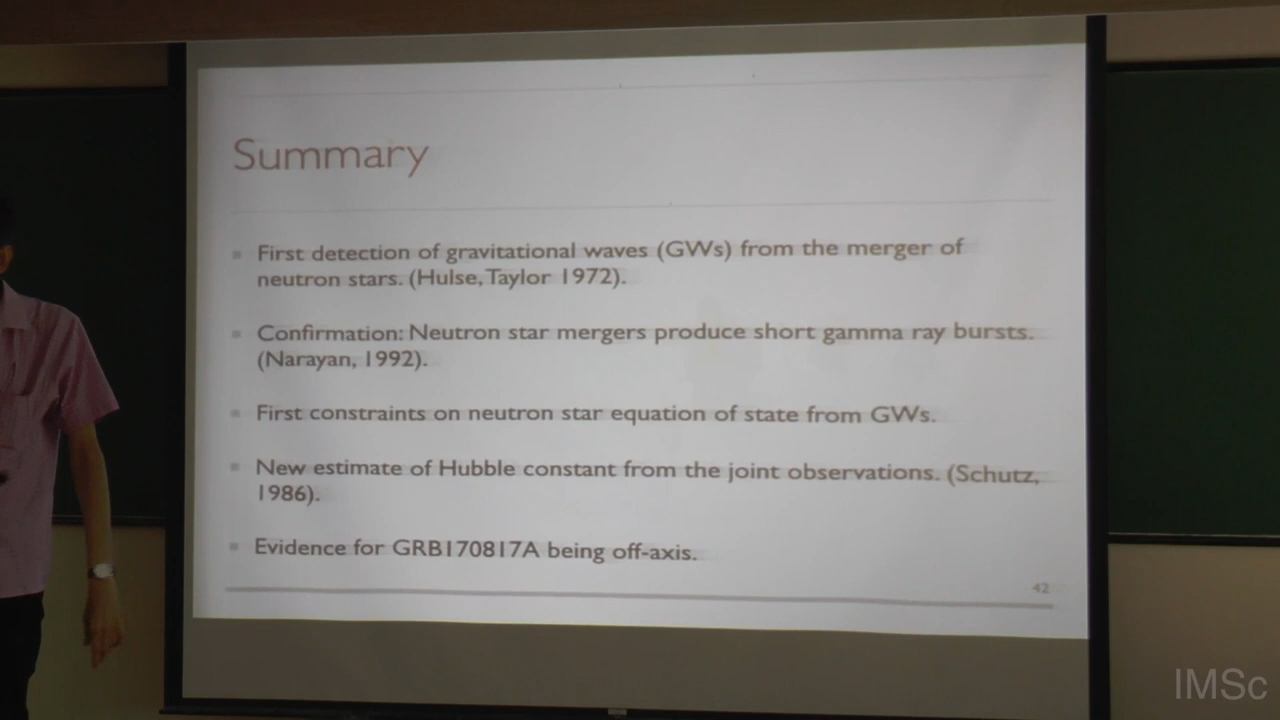 Summary
First detection of gravitational waves (GWs) from the merger of
neutron stars. (Hulse, Taylor 1972).
Confirmation: Neutron star mergers produce short gamma ray bursts.
(Narayan, 1992).
First constraints on neutron star equation of state from GWs.
New estimate of Hubble constant from the joint observations. (Schutz,
1986).
Evidence for GRB170817A being off-axis.
42
IMSc